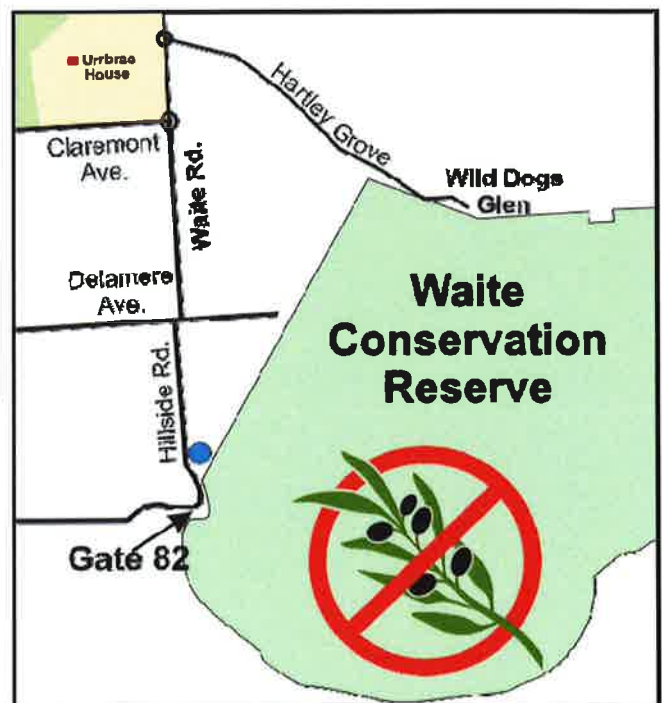 Urrbrae
House
Claremont
Ave.
Waite Rd.
Hartley Grove
Wild Dogs
Glen
Delamere
Ave.
Hillside Rd.
Waite
Conservation
Reserve
Gate 82